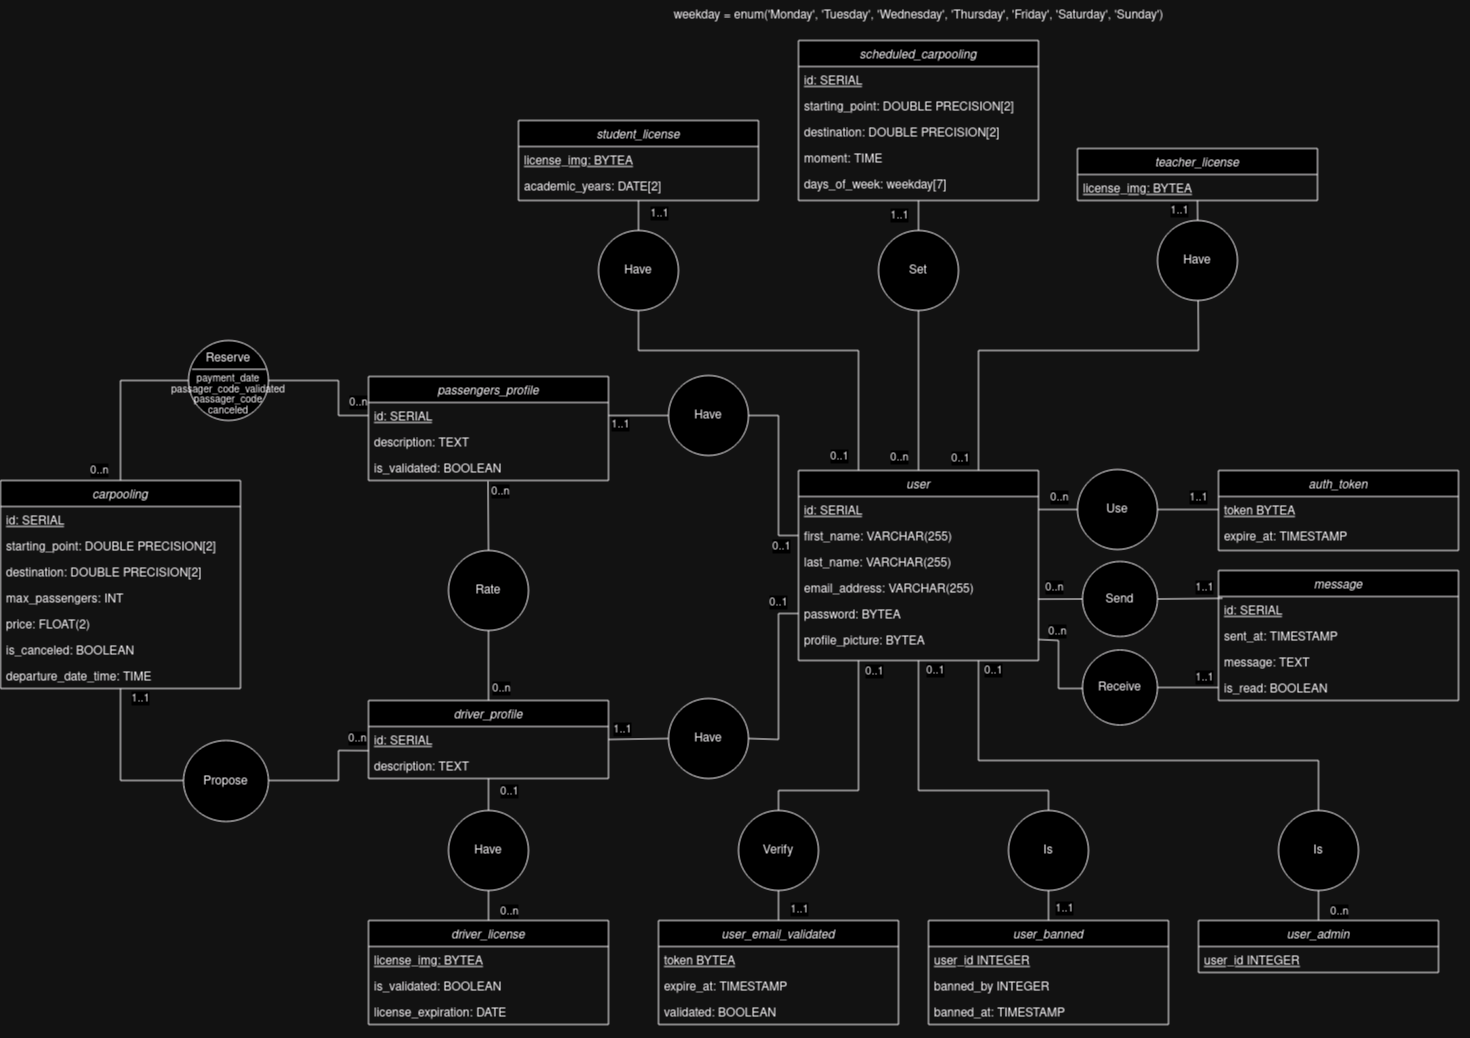 weekday = enum('Monday', 'Tuesday', 'Wednesday', 'Thursday', 'Friday', 'Saturday', 'Sunday')
scheduled_carpooling
id: SERIAL
starting_point: DOUBLE PRECISION[2]
destination: DOUBLE PRECISION[2]
moment: TIME
days_of_week: weekday[7]
student_license
license_img: BYTEA
academic_years: DATE[2]
teacher_license
license_img: BYTEA
1..1
1..1
1..1
Have
Set
Have
Reserve
payment_date
passager_code_validated
passager_code
canceled
0..n
0..n
passengers_profile
id: SERIAL
description: TEXT
is_validated: BOOLEAN
1..1
Have
0..1
0..1
0..n
0..1
carpooling
id: SERIAL
starting_point: DOUBLE PRECISION[2]
destination: DOUBLE PRECISION[2]
max_passengers: INT
price: FLOAT(2)
is_canceled: BOOLEAN
departure_date_time: TIME
1..1
0..n
Rate
0..n
user
id: SERIAL
first_name: VARCHAR(255)
last_name: VARCHAR(255)
email_address: VARCHAR(255)
password: BYTEA
profile_picture: BYTEA
0..n
Use
1..1
auth_token
token BYTEA
expire_at: TIMESTAMP
0..n
Send
1..1
message
id: SERIAL
sent_at: TIMESTAMP
message: TEXT
is_read: BOOLEAN
0..n
Receive
1..1
0..1
Propose
0..n
driver_profile
id: SERIAL
description: TEXT
1..1
Have
0..1
0..1
0..1
0..1
Have
Verify
Is
Is
0..n
1..1
1..1
0..n
driver_license
license_img: BYTEA
is_validated: BOOLEAN
license_expiration: DATE
user_email_validated
token BYTEA
expire_at: TIMESTAMP
validated: BOOLEAN
user_banned
user_id INTEGER
banned_by INTEGER
banned_at: TIMESTAMP
user_admin
user_id INTEGER